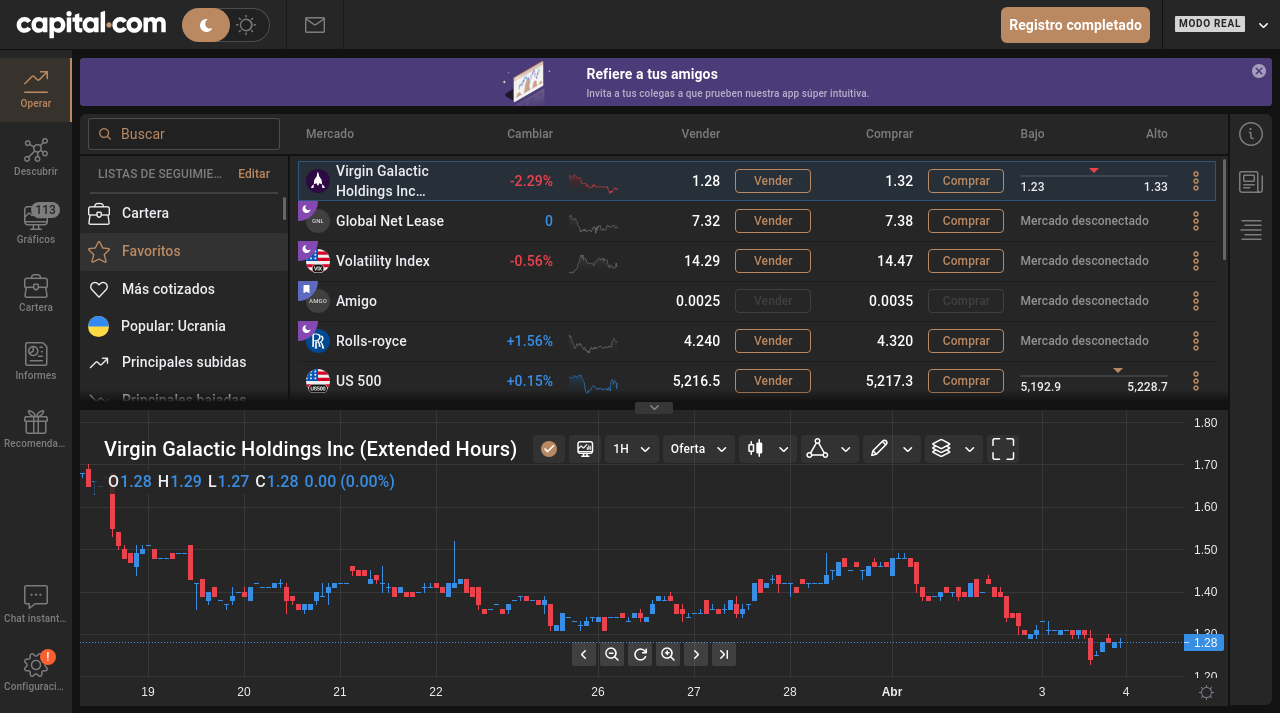 capital.com
Registro completado
MODO REAL
Refiere a tus amigos
Invita a tus colegas a que prueben nuestra app súper intuitiva.
Operar
Descubrir
113
Gráficos
Cartera
Informes
Recomenda...
Chat instant...
!
Configuraci...
Buscar
LISTAS DE SEGUIMIE...
Editar
Cartera
Favoritos
Más cotizados
Popular: Ucrania
Principales subidas
Principales bajadas
Mercado Cambiar Vender Comprar Bajo Alto
Virgin Galactic
Holdings Inc...
-2.29% 1.28 Vender 1.32 Comprar 1.23 1.33
GNL Global Net Lease 0 7.32 Vender 7.38 Comprar Mercado desconectado
VIX Volatility Index -0.56% 14.29 Vender 14.47 Comprar Mercado desconectado
AMGO Amigo 0.0025 Vender 0.0035 Comprar Mercado desconectado
Rolls-royce +1.56% 4.240 Vender 4.320 Comprar Mercado desconectado
US500 US 500 +0.15% 5,216.5 Vender 5,217.3 Comprar 5,192.9 5,228.7
Virgin Galactic Holdings Inc (Extended Hours) 1H Oferta
O1.28 H1.29 L1.27 C1.28 0.00 (0.00%)
1.80
1.70
1.60
1.50
1.40
1.30
1.28
1.20
19 20 21 22 26 27 28 Abr 3 4